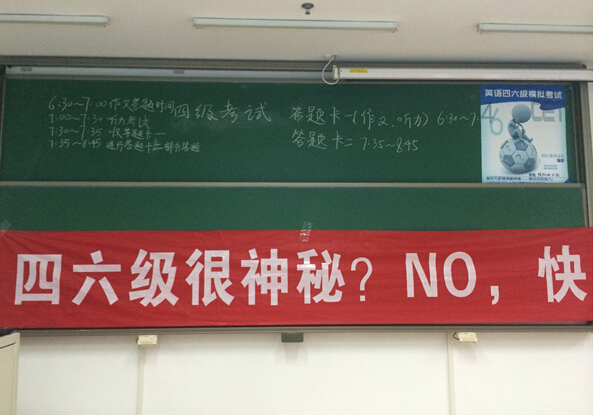 6:30~7:00 作文答题时间
7:00~7:30 听力考试
7:30~7:35 收答题卡一
7:35~8:45 进行答题卡二部分答题
四级考试
答题卡一(作文、听力) 6:30~7:
答题卡二 7:35~8:45
英语四六级模拟考试
四六级很神秘？NO，快